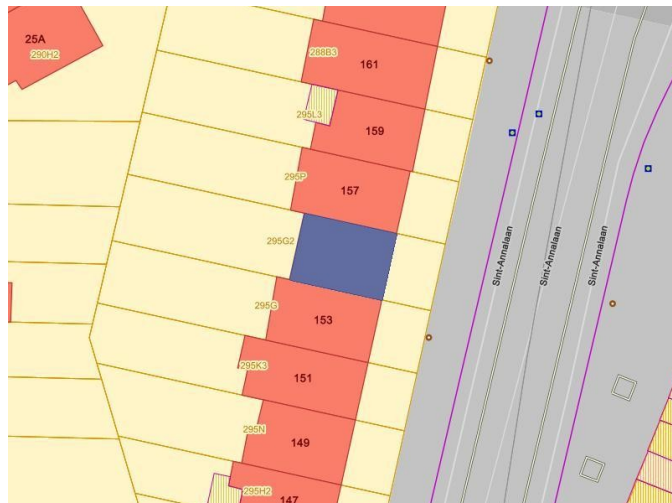 25A
290H2
288B3
161
295L3
159
295P
157
295G2
295G
153
295K3
151
295N
149
295H2
147
Sint-Annalaan
Sint-Annalaan
Sint-Annalaan